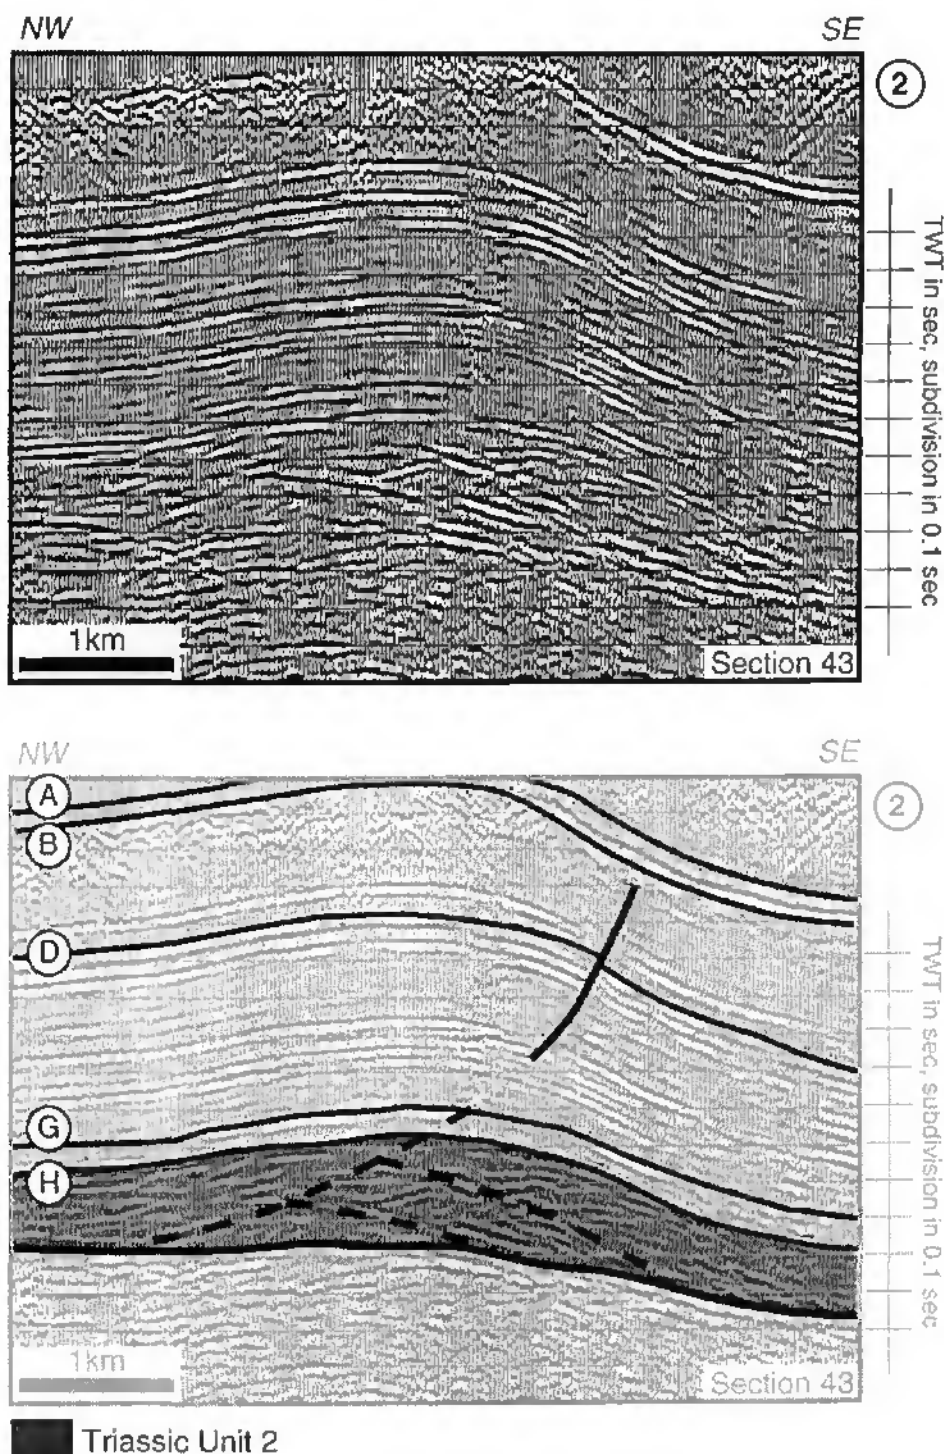 NW SE
2
TWT in sec, subdivision in 0.1 sec
1km
Section 43
NW SE
A
2
B
D
TWT in sec, subdivision in 0.1 sec
G
H
1km
Section 43
Triassic Unit 2